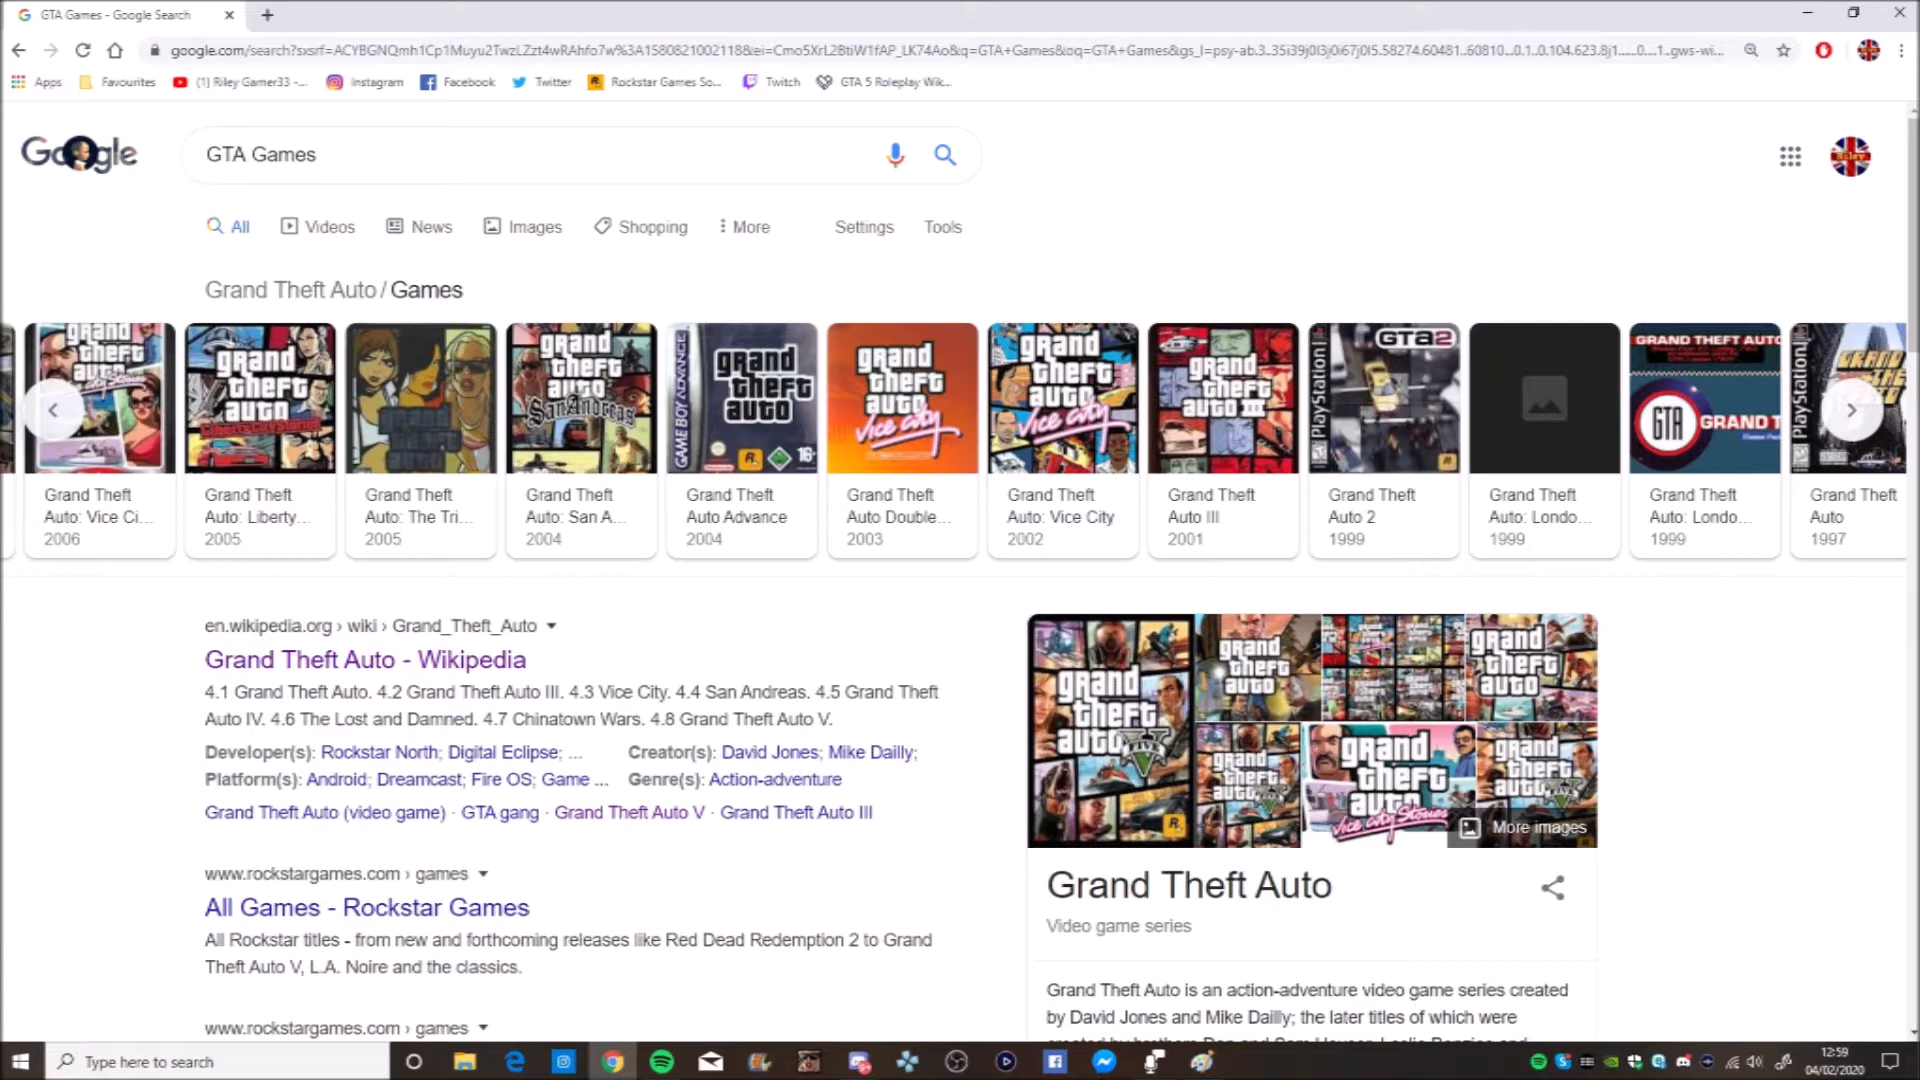 GTA Games - Google Search
google.com/search?sxsrf=ACYBGNQmh1Cp1Muyu2TwzLZzt4wRAhfo7w%3A1580821002118&ei=Cmo5XrL2BtiW1fAP_LK74Ao&q=GTA+Games&oq=GTA+Games&gs_l=psy-ab.3..35i39j0l3j0i67j0l5.58274.60481..60810...0.1..0.104.623.8j1......0....1..gws-wi...
Apps Favourites (1) Riley Gamer33 -... Instagram Facebook Twitter Rockstar Games So... Twitch GTA 5 Roleplay Wik...
Google GTA Games Riley
All Videos News Images Shopping More Settings Tools
Grand Theft Auto / Games
Grand Theft Auto: Vice Ci... 2006
Grand Theft Auto: Liberty... 2005
Grand Theft Auto: The Tri... 2005
Grand Theft Auto: San A... 2004
Grand Theft Auto Advance 2004
Grand Theft Auto Double... 2003
Grand Theft Auto: Vice City 2002
Grand Theft Auto III 2001
Grand Theft Auto 2 1999
Grand Theft Auto: Londo... 1999
Grand Theft Auto: Londo... 1999
Grand Theft Auto 1997
en.wikipedia.org › wiki › Grand_Theft_Auto
Grand Theft Auto - Wikipedia
4.1 Grand Theft Auto. 4.2 Grand Theft Auto III. 4.3 Vice City. 4.4 San Andreas. 4.5 Grand Theft
Auto IV. 4.6 The Lost and Damned. 4.7 Chinatown Wars. 4.8 Grand Theft Auto V.
Developer(s): Rockstar North; Digital Eclipse; ... Creator(s): David Jones; Mike Dailly;
Platform(s): Android; Dreamcast; Fire OS; Game ... Genre(s): Action-adventure
Grand Theft Auto (video game) · GTA gang · Grand Theft Auto V · Grand Theft Auto III
www.rockstargames.com › games
All Games - Rockstar Games
All Rockstar titles - from new and forthcoming releases like Red Dead Redemption 2 to Grand
Theft Auto V, L.A. Noire and the classics.
www.rockstargames.com › games
More images
Grand Theft Auto
Video game series
Grand Theft Auto is an action-adventure video game series created
by David Jones and Mike Dailly; the later titles of which were
Type here to search
12:59
04/02/2020